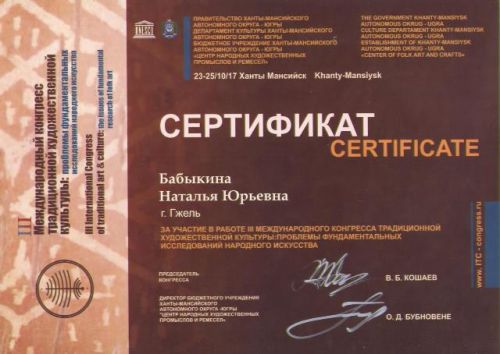 III
Международный конгресс
традиционной художественной
культуры: проблемы фундаментальных
исследований народного искусства
III International Congress
of traditional art & culture: the issues of fundamental
research of folk art
UNESCO
ПРАВИТЕЛЬСТВО ХАНТЫ-МАНСИЙСКОГО
АВТОНОМНОГО ОКРУГА - ЮГРЫ
ДЕПАРТАМЕНТ КУЛЬТУРЫ ХАНТЫ-МАНСИЙСКОГО
АВТОНОМНОГО ОКРУГА - ЮГРЫ
БЮДЖЕТНОЕ УЧРЕЖДЕНИЕ ХАНТЫ-МАНСИЙСКОГО
АВТОНОМНОГО ОКРУГА - ЮГРЫ
"ЦЕНТР НАРОДНЫХ ХУДОЖЕСТВЕННЫХ
ПРОМЫСЛОВ И РЕМЕСЕЛ"
THE GOVERNMENT KHANTY-MANSIYSK
AUTONOMOUS OKRUG - UGRA
CULTURE DEPARTAMENT KHANTY-MANSIYSK
AUTONOMOUS OKRUG - UGRA
ESTABLISHMENT OF KHANTY-MANSIYSK
AUTONOMOUS OKRUG - UGRA
«CENTER OF FOLK ART AND CRAFTS»
23-25/10/17 Ханты Мансийск Khanty-Mansiysk
СЕРТИФИКАТ
CERTIFICATE
Бабыкина
Наталья Юрьевна
г. Гжель
ЗА УЧАСТИЕ В РАБОТЕ III МЕЖДУНАРОДНОГО КОНГРЕССА ТРАДИЦИОННОЙ
ХУДОЖЕСТВЕННОЙ КУЛЬТУРЫ:ПРОБЛЕМЫ ФУНДАМЕНТАЛЬНЫХ
ИССЛЕДОВАНИЙ НАРОДНОГО ИСКУССТВА
ПРЕДСЕДАТЕЛЬ
КОНГРЕССА
В. Б. КОШАЕВ
ДИРЕКТОР БЮДЖЕТНОГО УЧРЕЖДЕНИЯ
ХАНТЫ-МАНСИЙСКОГО
АВТОНОМНОГО ОКРУГА -ЮГРЫ
"ЦЕНТР НАРОДНЫХ ХУДОЖЕСТВЕННЫХ
ПРОМЫСЛОВ И РЕМЕСЕЛ"
О. Д. БУБНОВЕНЕ
www. ITC - congress.ru